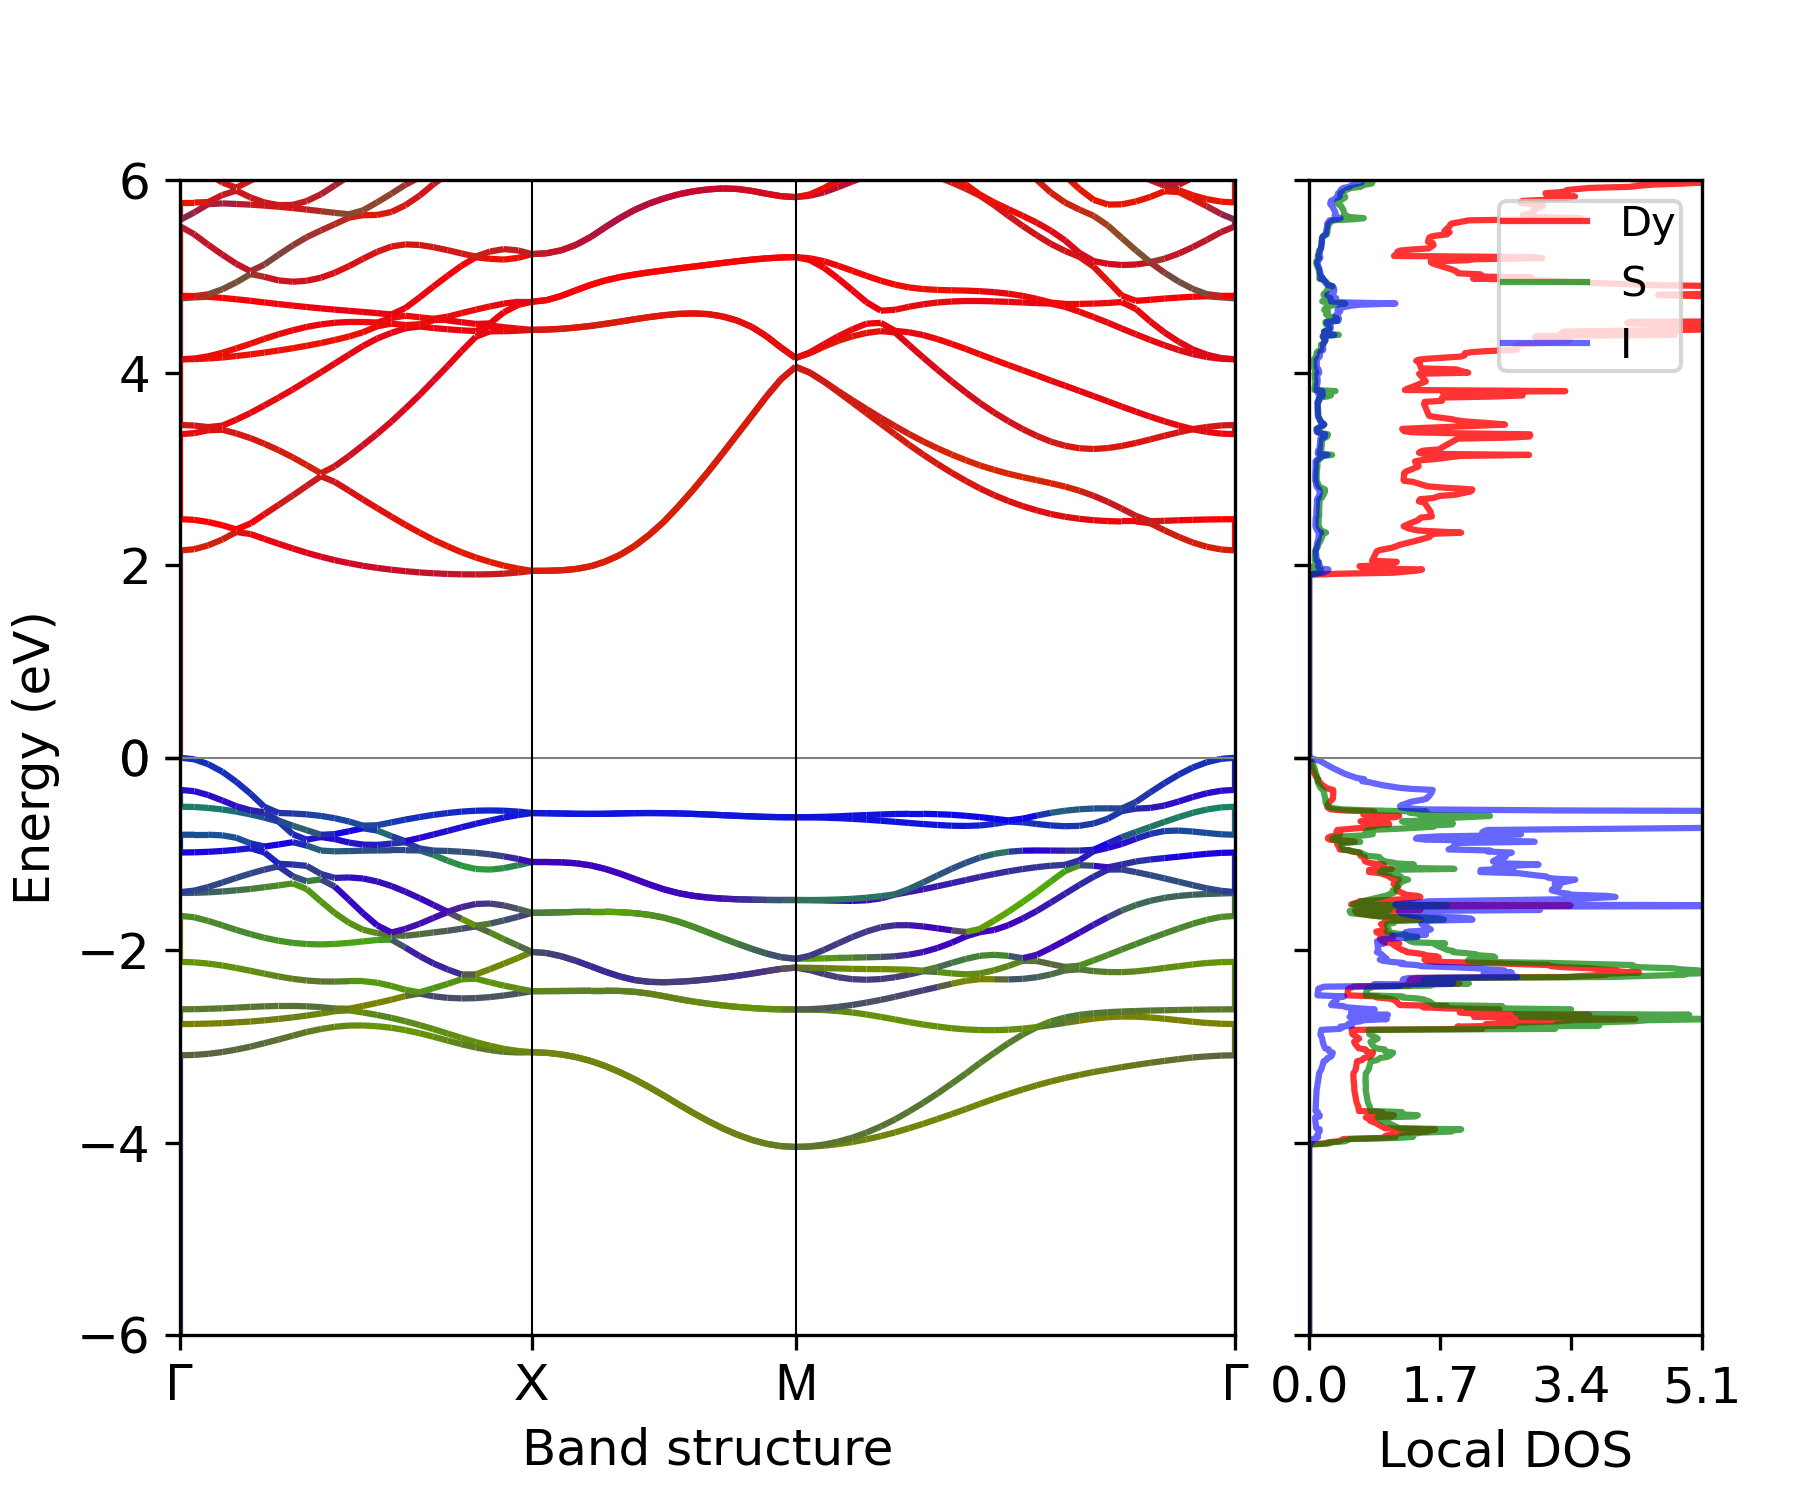 6
4
2
0
−2
−4
−6
Energy (eV)
Γ
X
M
Γ
Band structure
Dy
S
I
0.0
1.7
3.4
5.1
Local DOS